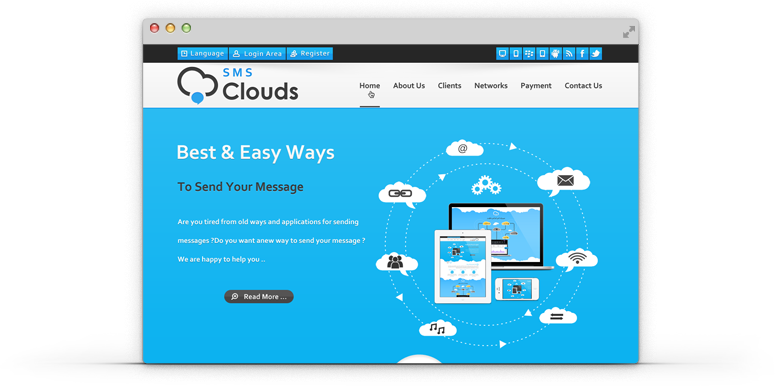 Language Login Area Register
SMS
Clouds
Home About Us Clients Networks Payment Contact Us
Best & Easy Ways
@
To Send Your Message
Are you tired from old ways and applications for sending
messages ?Do you want anew way to send your message ?
We are happy to help you ..
Read More ...